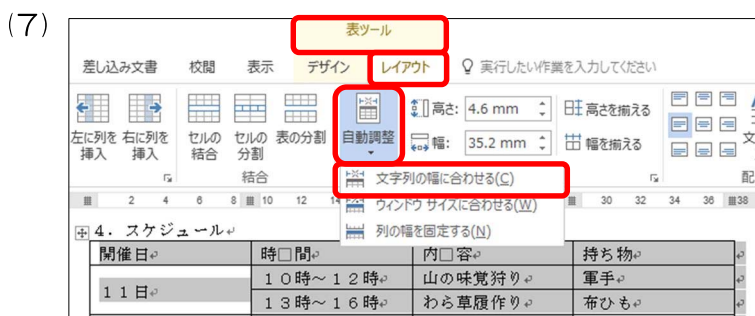 (7)
表ツール
差し込み文書 校閲 表示 デザイン レイアウト 実行したい作業を入力してください
左に列を挿入 右に列を挿入 セルの結合 セルの分割 表の分割 自動調整 高さ: 4.6 mm 高さを揃える
幅: 35.2 mm 幅を揃える
結合
文字列の幅に合わせる(C)
ウィンドウ サイズに合わせる(W)
列の幅を固定する(N)
2 4 6 8 10 12 30 32 34 36 38
4．スケジュール
開催日 時□間 内□容 持ち物
11日 10時～12時 山の味覚狩り 軍手
13時～16時 わら草履作り 布ひも